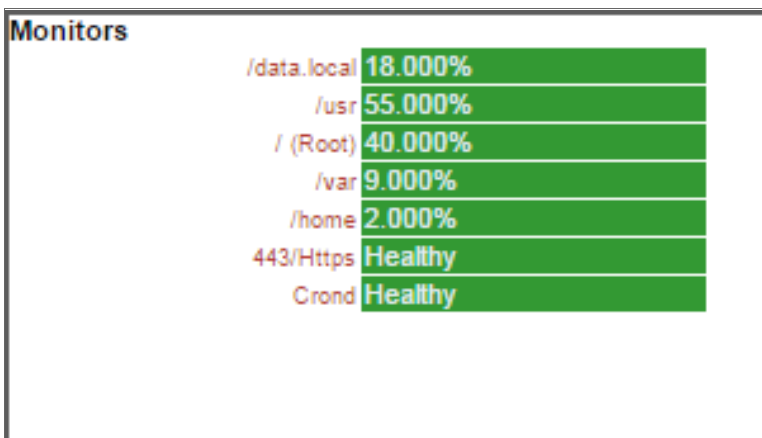 Monitors
/data.local 18.000%
/usr 55.000%
/ (Root) 40.000%
/var 9.000%
/home 2.000%
443/Https Healthy
Crond Healthy